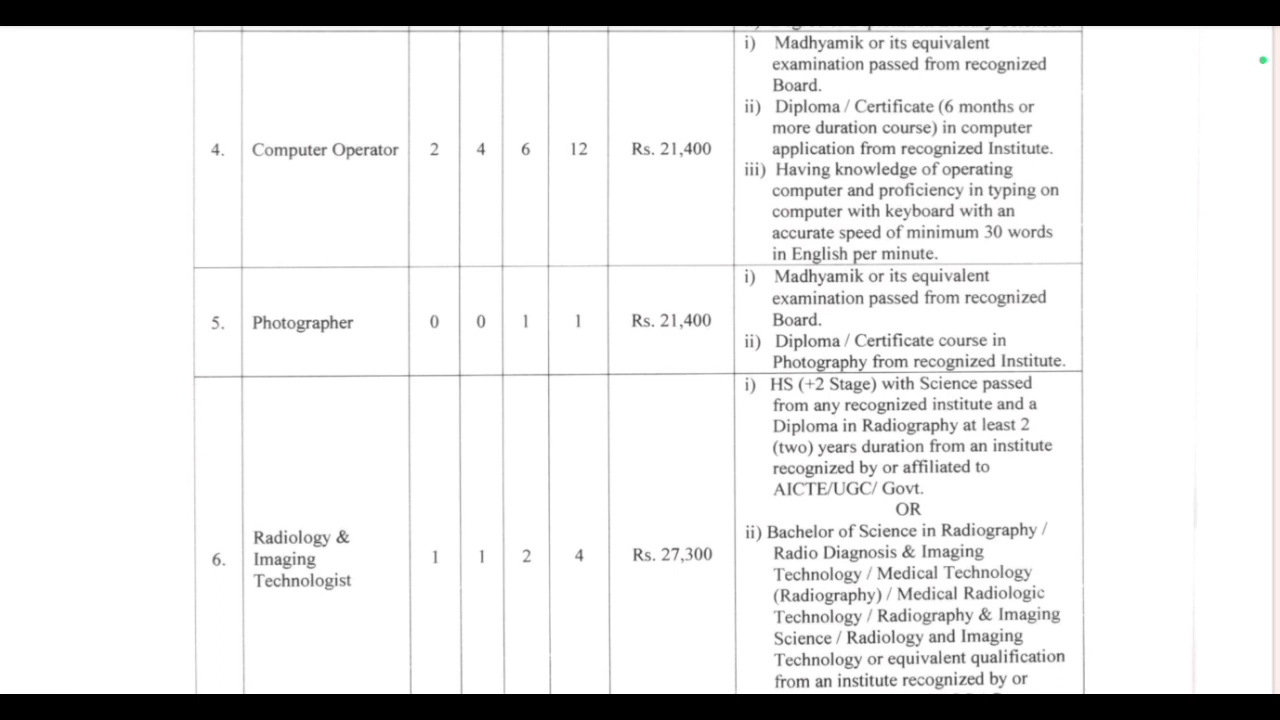 i) Madhyamik or its equivalent
examination passed from recognized
Board.
ii) Diploma / Certificate (6 months or
more duration course) in computer
application from recognized Institute.
iii) Having knowledge of operating
computer and proficiency in typing on
computer with keyboard with an
accurate speed of minimum 30 words
in English per minute.
4. Computer Operator 2 4 6 12 Rs. 21,400
i) Madhyamik or its equivalent
examination passed from recognized
Board.
ii) Diploma / Certificate course in
Photography from recognized Institute.
5. Photographer 0 0 1 1 Rs. 21,400
i) HS (+2 Stage) with Science passed
from any recognized institute and a
Diploma in Radiography at least 2
(two) years duration from an institute
recognized by or affiliated to
AICTE/UGC/ Govt.
OR
ii) Bachelor of Science in Radiography /
Radio Diagnosis & Imaging
Technology / Medical Technology
(Radiography) / Medical Radiologic
Technology / Radiography & Imaging
Science / Radiology and Imaging
Technology or equivalent qualification
from an institute recognized by or
Radiology &
6. Imaging 1 1 2 4 Rs. 27,300
Technologist